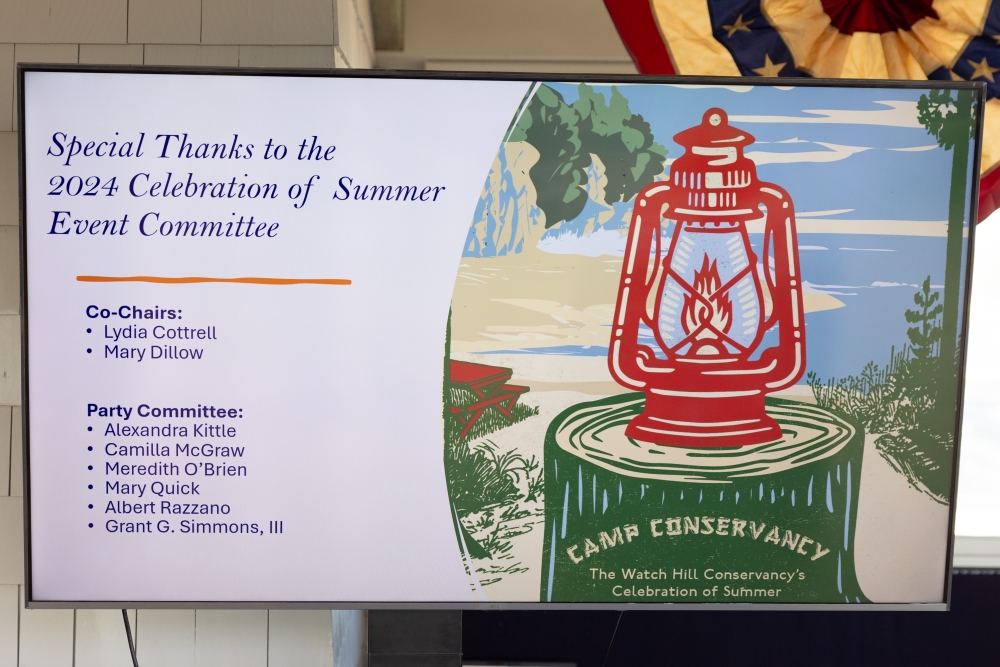 Special Thanks to the
2024 Celebration of Summer
Event Committee
Co-Chairs:
• Lydia Cottrell
• Mary Dillow
Party Committee:
• Alexandra Kittle
• Camilla McGraw
• Meredith O'Brien
• Mary Quick
• Albert Razzano
• Grant G. Simmons, III
CAMP CONSERVANCY
The Watch Hill Conservancy's
Celebration of Summer